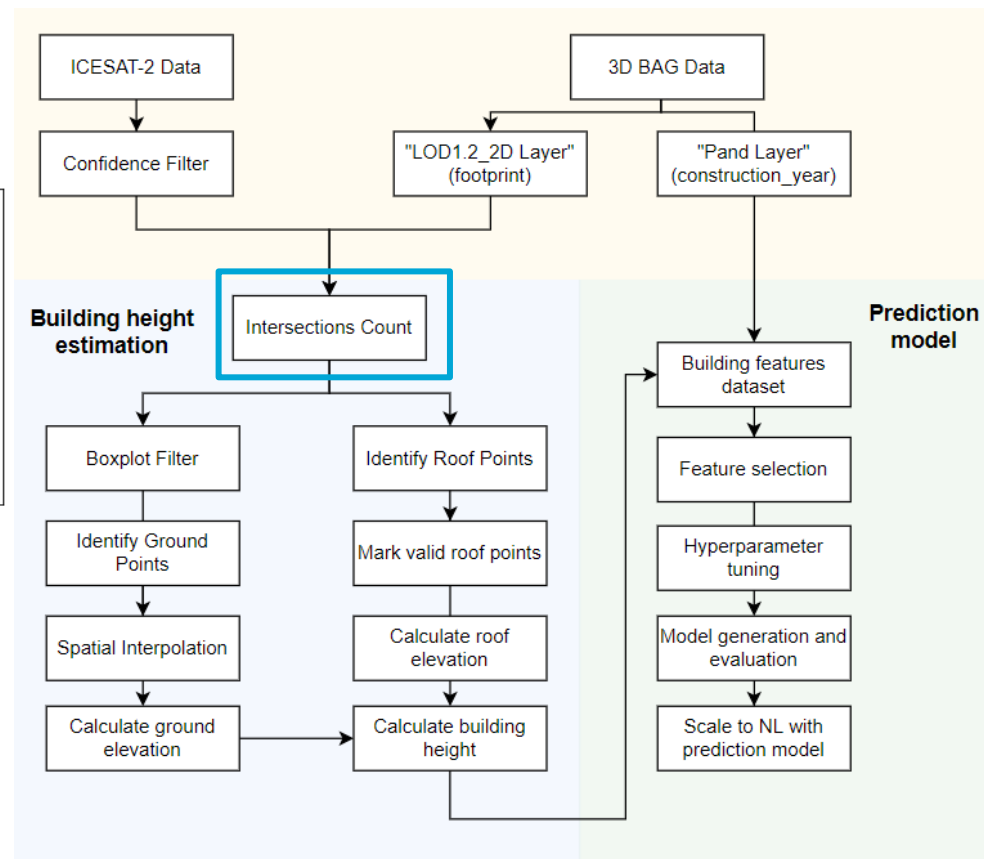 ICESAT-2 Data
3D BAG Data
Confidence Filter
"LOD1.2_2D Layer"
(footprint)
"Pand Layer"
(construction_year)
Building height
estimation
Intersections Count
Prediction
model
Building features
dataset
Boxplot Filter
Identify Roof Points
Feature selection
Identify Ground
Points
Mark valid roof points
Hyperparameter
tuning
Spatial Interpolation
Calculate roof
elevation
Model generation and
evaluation
Calculate ground
elevation
Calculate building
height
Scale to NL with
prediction model